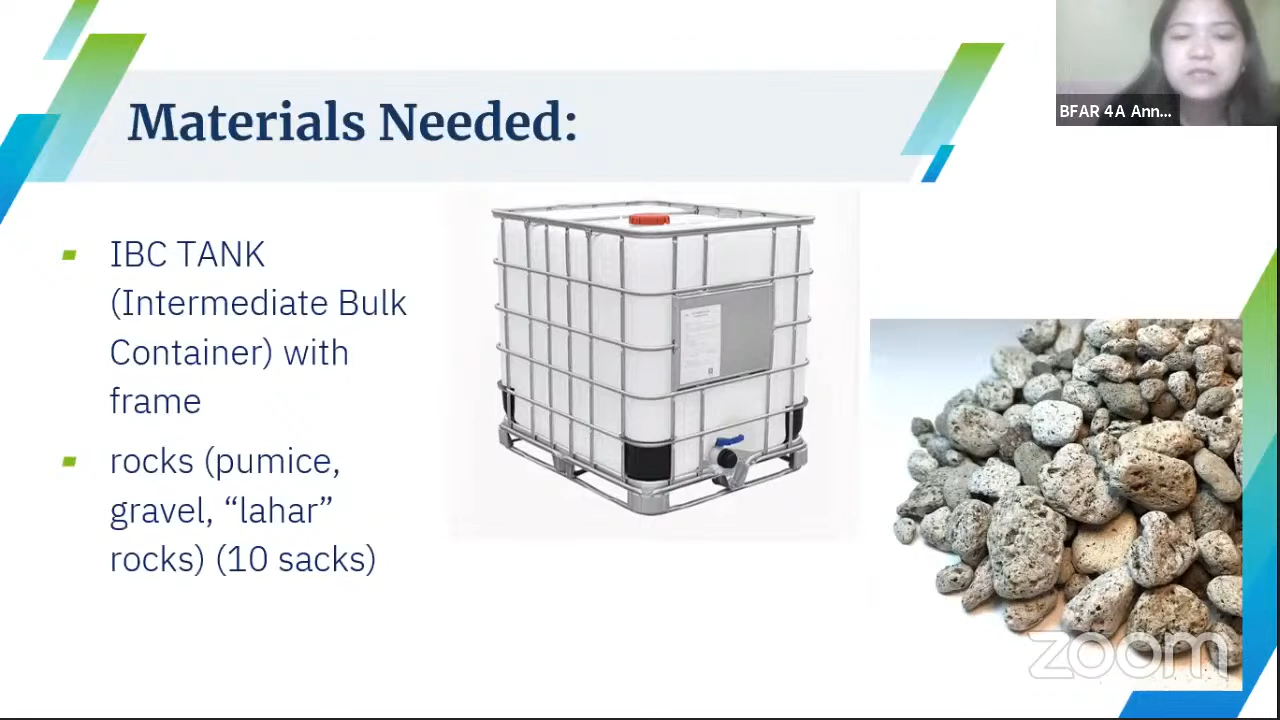 Materials Needed:
BFAR 4A Ann...
IBC TANK
(Intermediate Bulk
Container) with
frame
rocks (pumice,
gravel, “lahar”
rocks) (10 sacks)
zoom